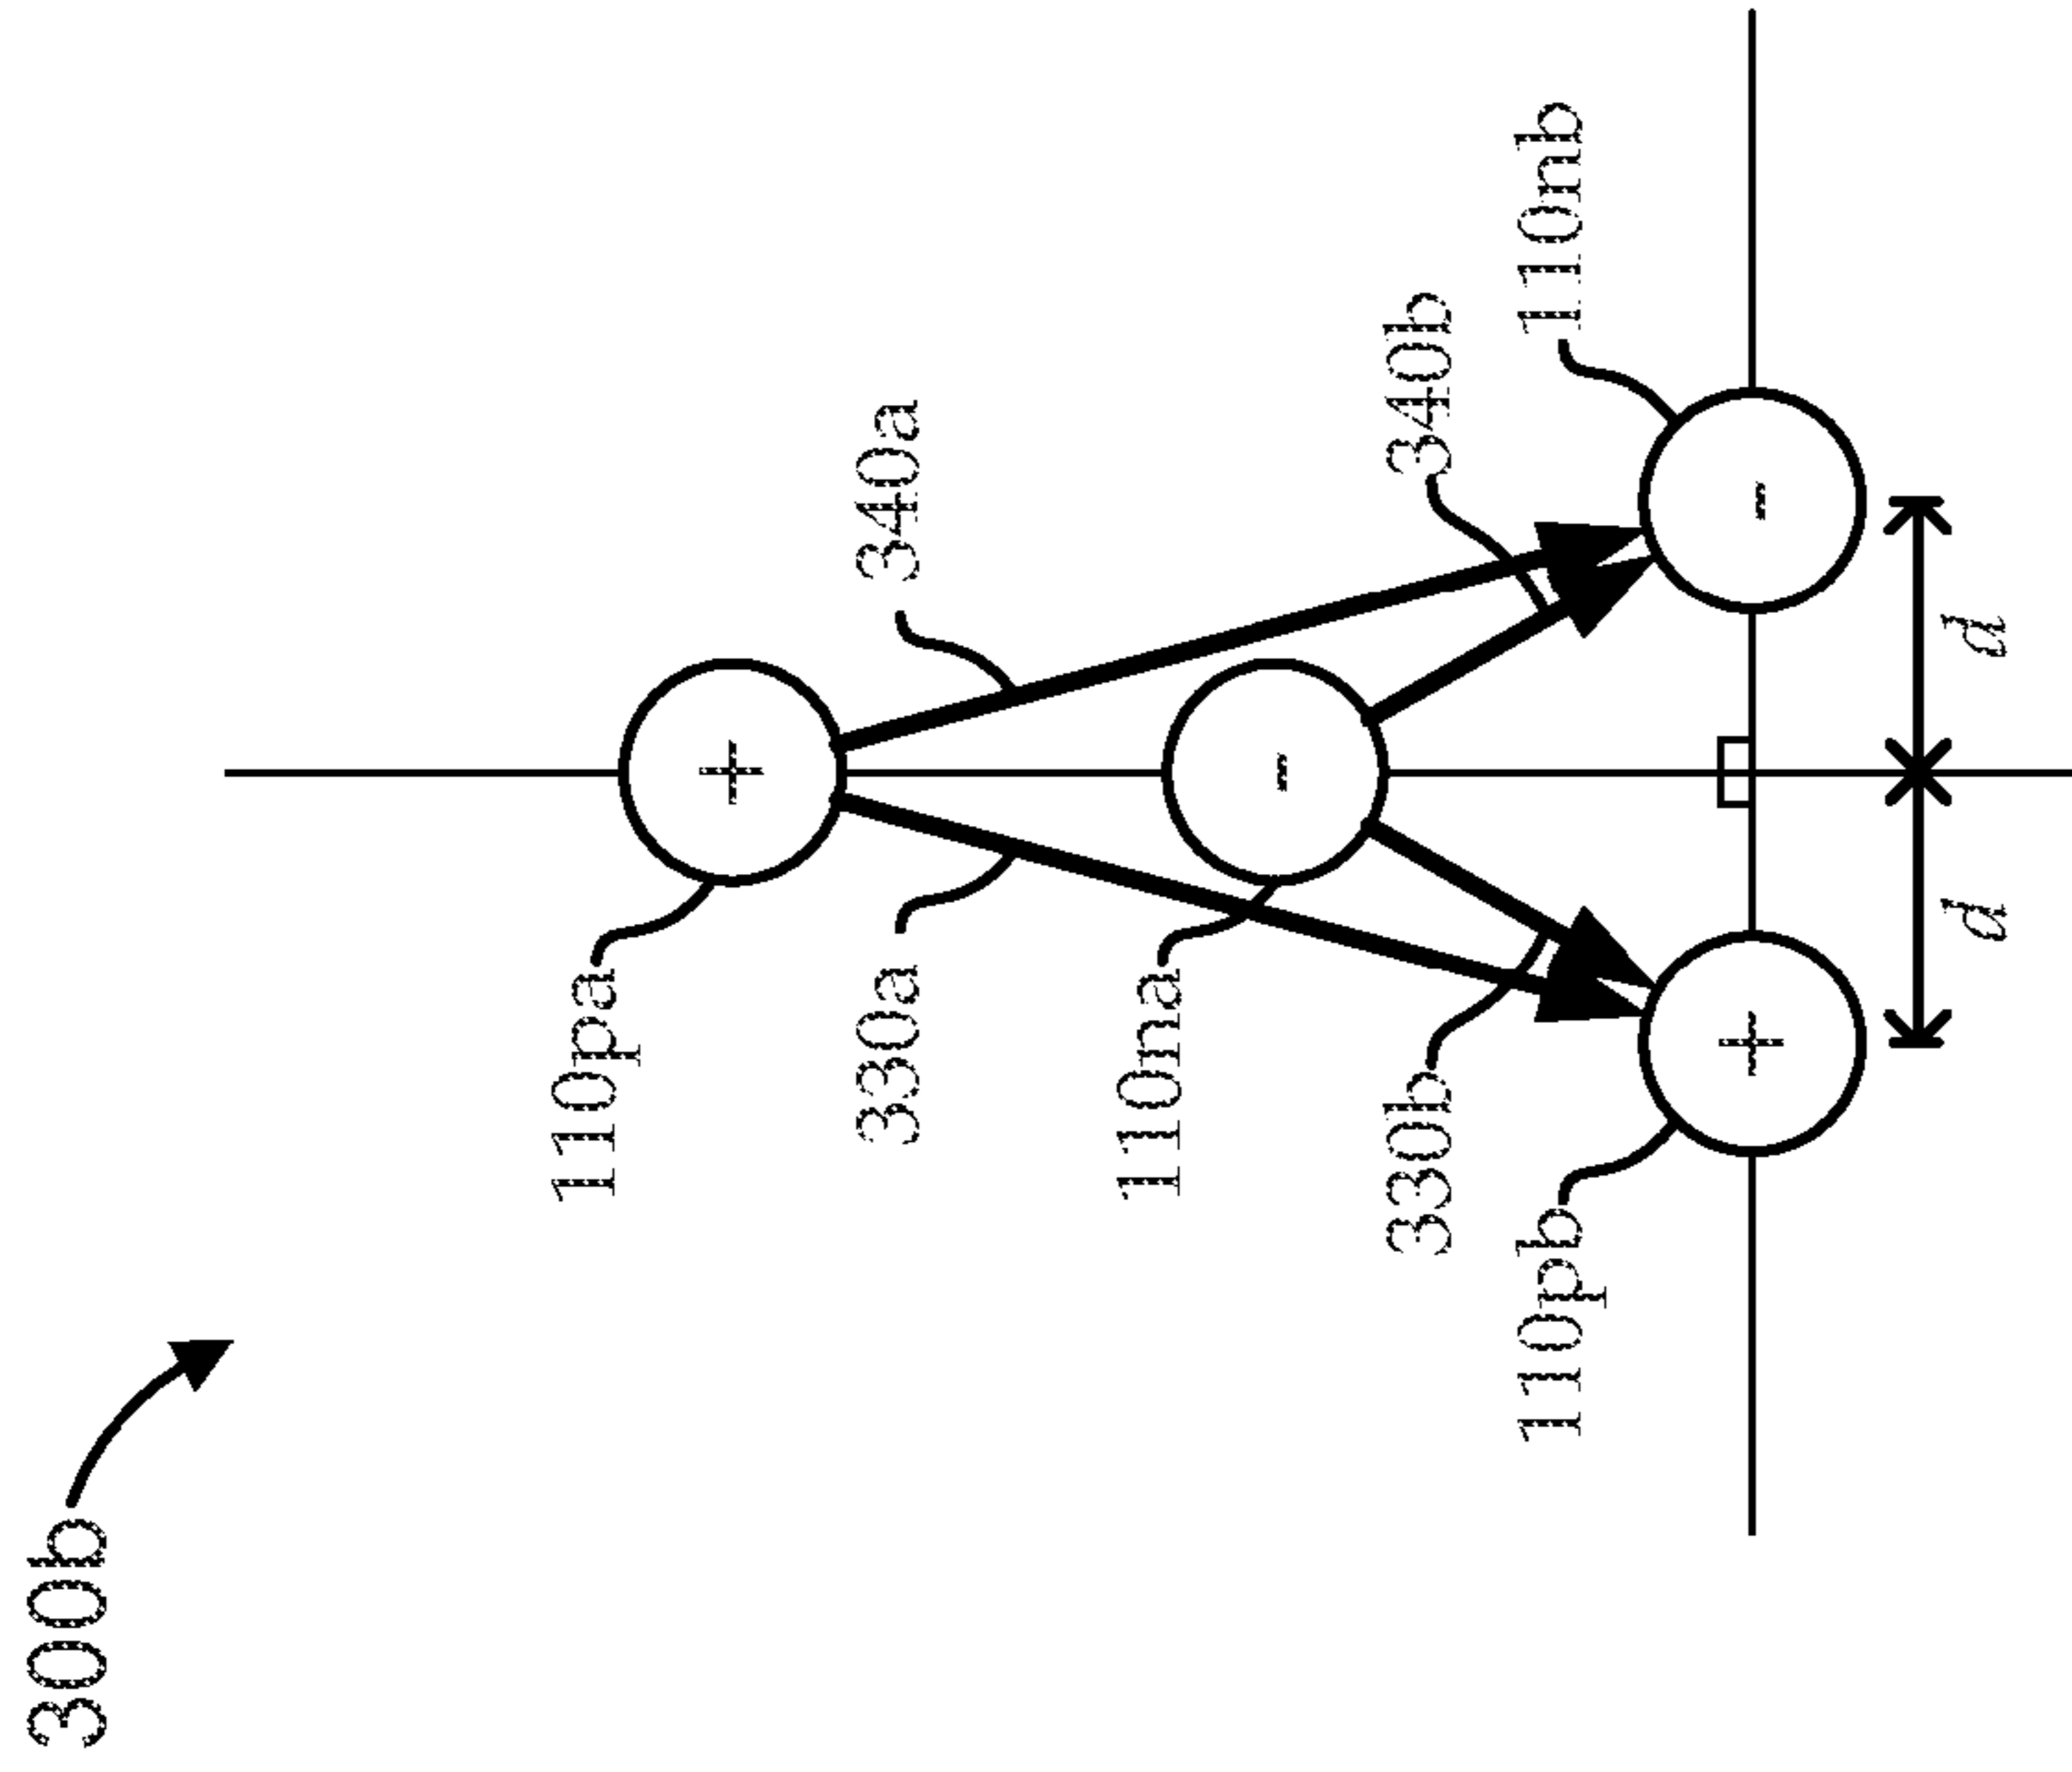 300b
110pa
+
330a
340a
110na
-
330b
340b
110pb
+
110nb
-
d
d